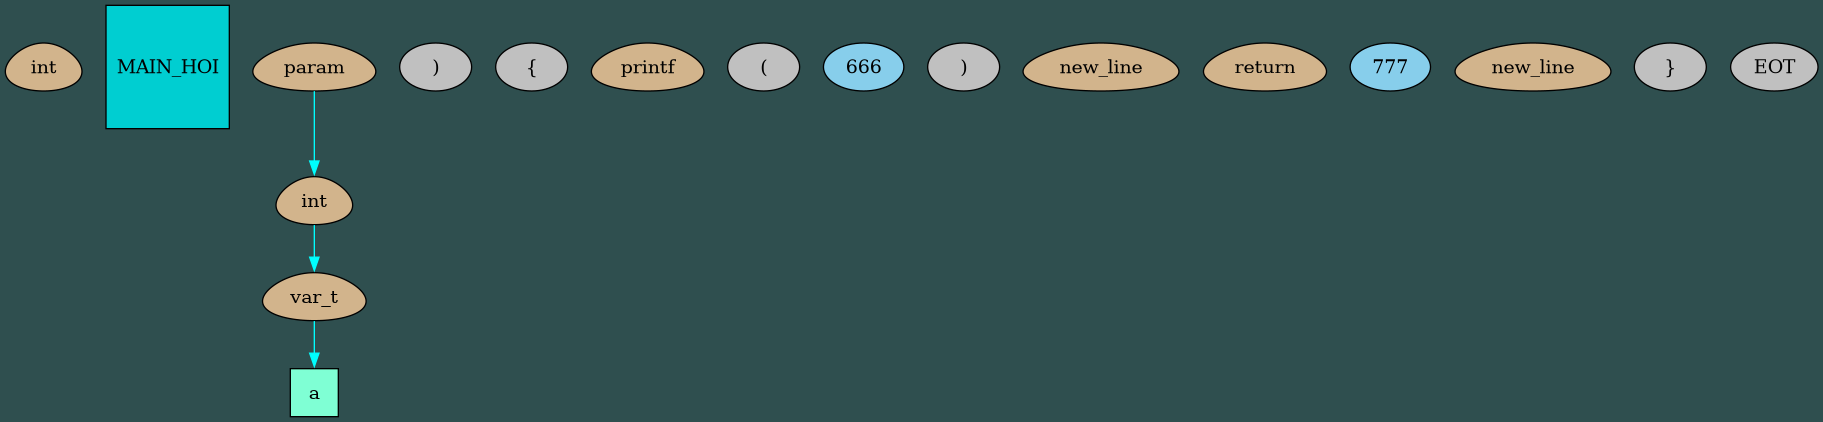 int MAIN_HOI param ) { printf ( 666 ) new_line return 777 new_line } EOT
int
var_t
a